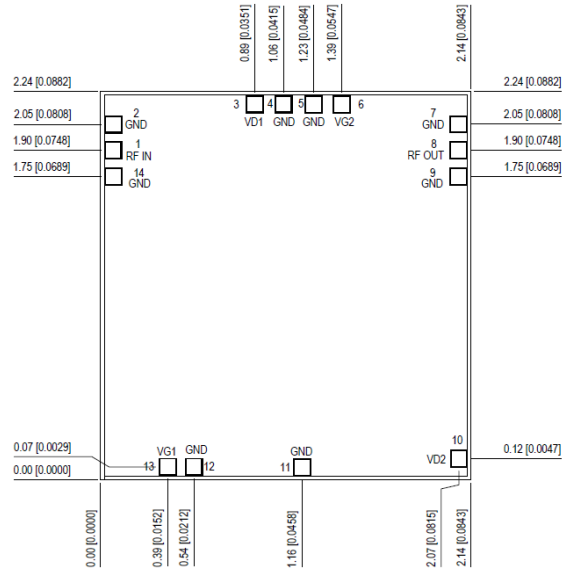 0.89 [0.0351]
1.06 [0.0415]
1.23 [0.0484]
1.39 [0.0547]
2.14 [0.0843]
2.24 [0.0882]
2.24 [0.0882]
3
4
5
6
VD1
GND
GND
VG2
2.05 [0.0808]
2
GND
7
GND
2.05 [0.0808]
1.90 [0.0748]
1
RF IN
8
RF OUT
1.90 [0.0748]
1.75 [0.0689]
14
GND
9
GND
1.75 [0.0689]
0.07 [0.0029]
VG1
GND
GND
10
0.12 [0.0047]
0.00 [0.0000]
13
12
11
VD2
0.00 [0.0000]
0.39 [0.0152]
0.54 [0.0212]
1.16 [0.0458]
2.07 [0.0815]
2.14 [0.0843]